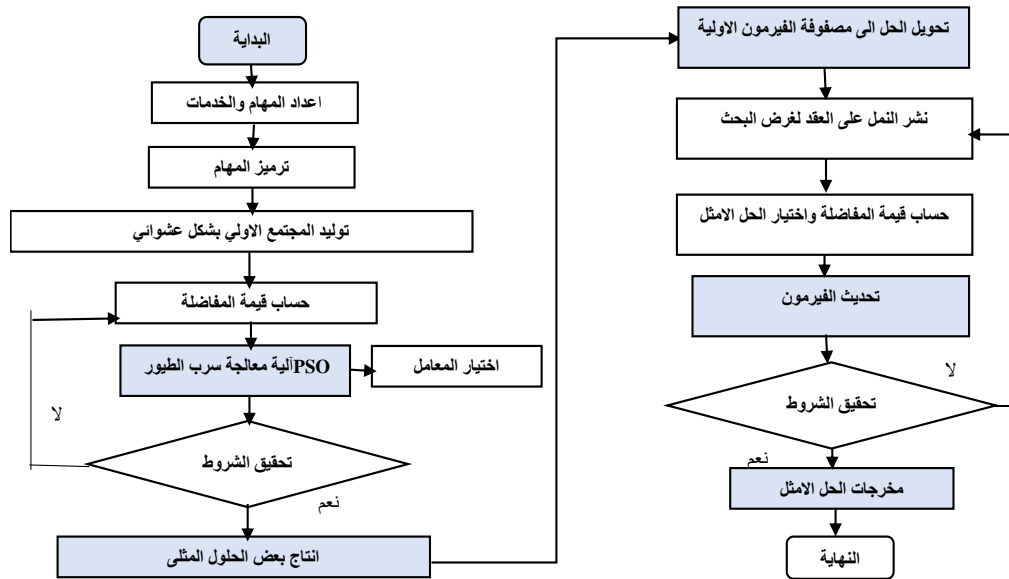 البداية
اعداد المهام والخدمات
ترميز المهام
توليد المجتمع الاولي بشكل عشوائي
حساب قيمة المفاضلة
آلية معالجة سرب الطيور PSO
اختيار المعامل
لا
تحقيق الشروط
نعم
انتاج بعض الحلول المثلى
تحويل الحل الى مصفوفة الفيرمون الاولية
نشر النمل على العقد لغرض البحث
حساب قيمة المفاضلة واختيار الحل الامثل
تحديث الفيرمون
لا
تحقيق الشروط
نعم
مخرجات الحل الامثل
النهاية